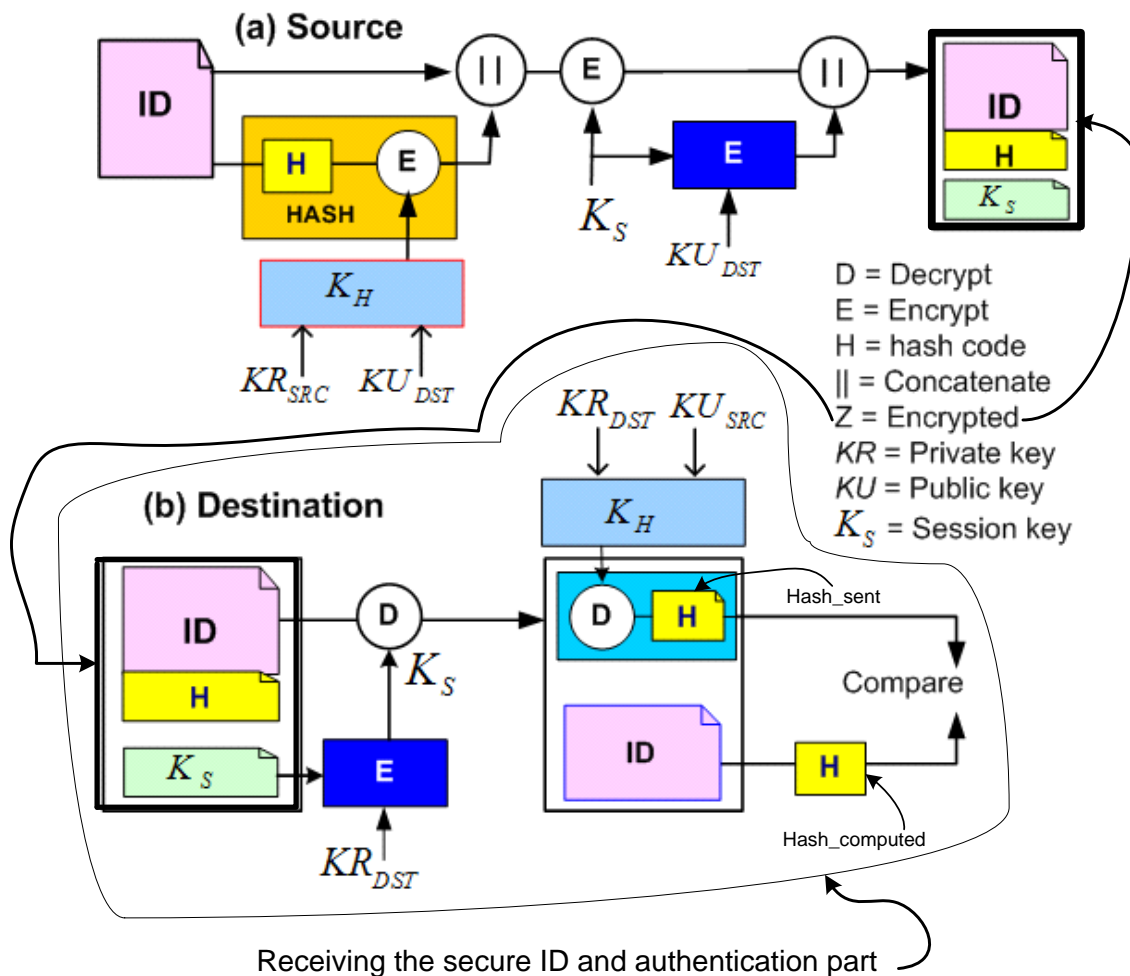 (a) Source
ID
||
E
||
H
E
HASH
E
ID
H
K_S
K_S
KU_DST
K_H
KR_SRC
KU_DST
D = Decrypt
E = Encrypt
H = hash code
|| = Concatenate
Z = Encrypted
KR = Private key
KU = Public key
K_S = Session key
KR_DST
KU_SRC
(b) Destination
K_H
ID
H
K_S
D
K_S
E
KR_DST
D
H
Hash_sent
Compare
ID
H
Hash_computed
Receiving the secure ID and authentication part